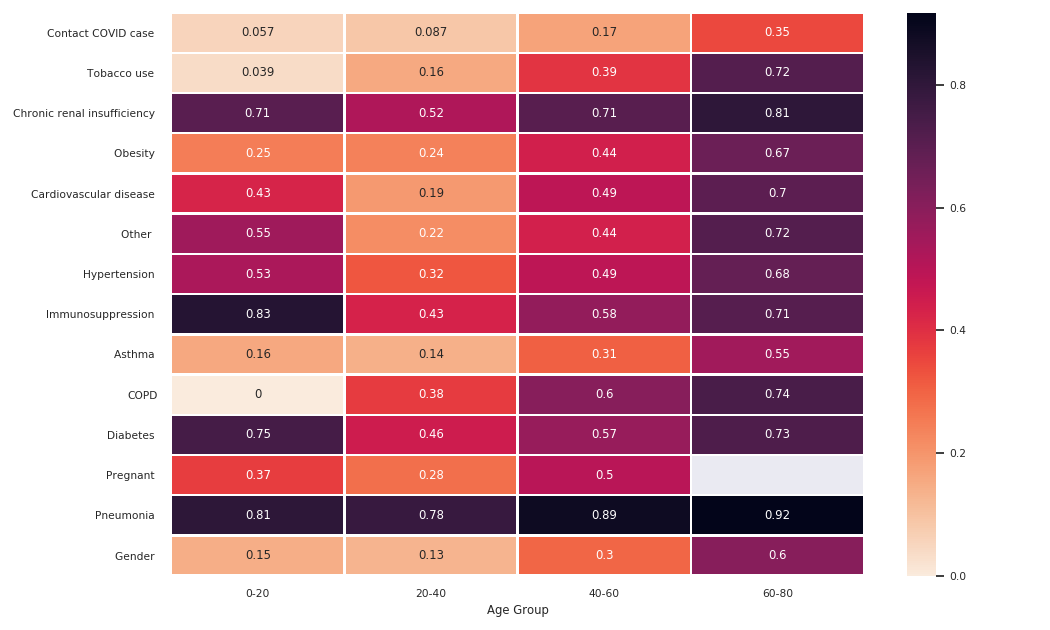 Contact COVID case 0.057 0.087 0.17 0.35
Tobacco use 0.039 0.16 0.39 0.72 0.8
Chronic renal insufficiency 0.71 0.52 0.71 0.81
Obesity 0.25 0.24 0.44 0.67
Cardiovascular disease 0.43 0.19 0.49 0.7 0.6
Other 0.55 0.22 0.44 0.72
Hypertension 0.53 0.32 0.49 0.68
Immunosuppression 0.83 0.43 0.58 0.71 0.4
Asthma 0.16 0.14 0.31 0.55
COPD 0 0.38 0.6 0.74
Diabetes 0.75 0.46 0.57 0.73 0.2
Pregnant 0.37 0.28 0.5
Pneumonia 0.81 0.78 0.89 0.92
Gender 0.15 0.13 0.3 0.6 0.0
0-20 20-40 40-60 60-80
Age Group